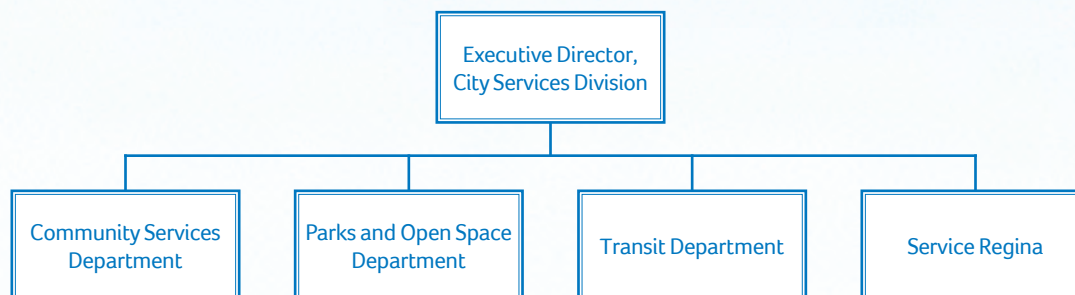 Executive Director,
City Services Division
Community Services
Department
Parks and Open Space
Department
Transit Department
Service Regina